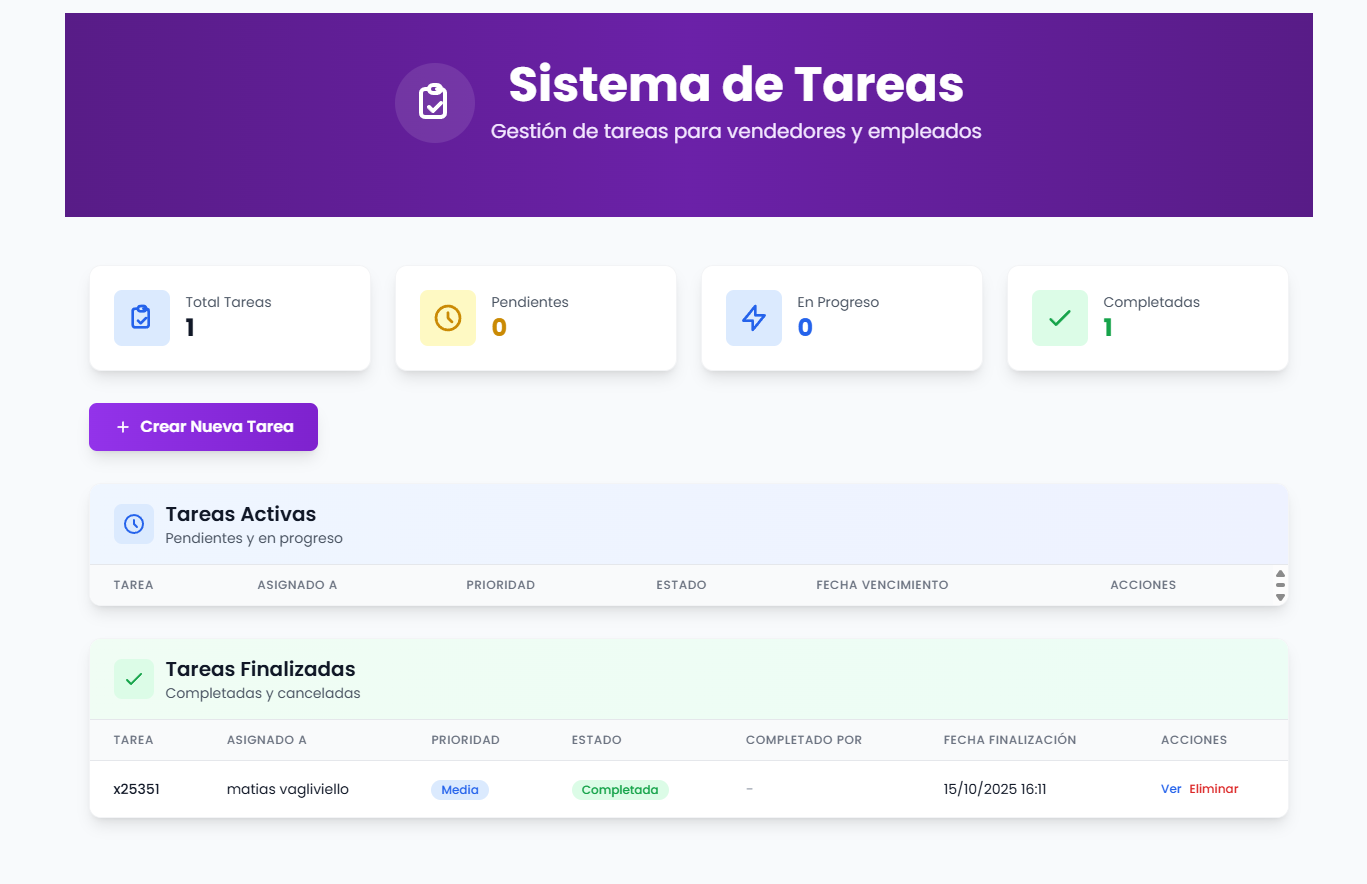 Sistema de Tareas
Gestión de tareas para vendedores y empleados
Total Tareas
1
Pendientes
0
En Progreso
0
Completadas
1
+ Crear Nueva Tarea
Tareas Activas
Pendientes y en progreso
TAREA ASIGNADO A PRIORIDAD ESTADO FECHA VENCIMIENTO ACCIONES
Tareas Finalizadas
Completadas y canceladas
TAREA ASIGNADO A PRIORIDAD ESTADO COMPLETADO POR FECHA FINALIZACIÓN ACCIONES
x25351 matias vagliviello Media Completada - 15/10/2025 16:11 Ver Eliminar